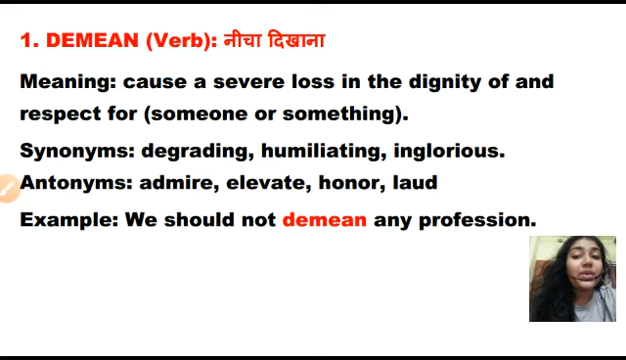 1. DEMEAN (Verb): नीचा दिखाना
Meaning: cause a severe loss in the dignity of and
respect for (someone or something).
Synonyms: degrading, humiliating, inglorious.
Antonyms: admire, elevate, honor, laud
Example: We should not demean any profession.